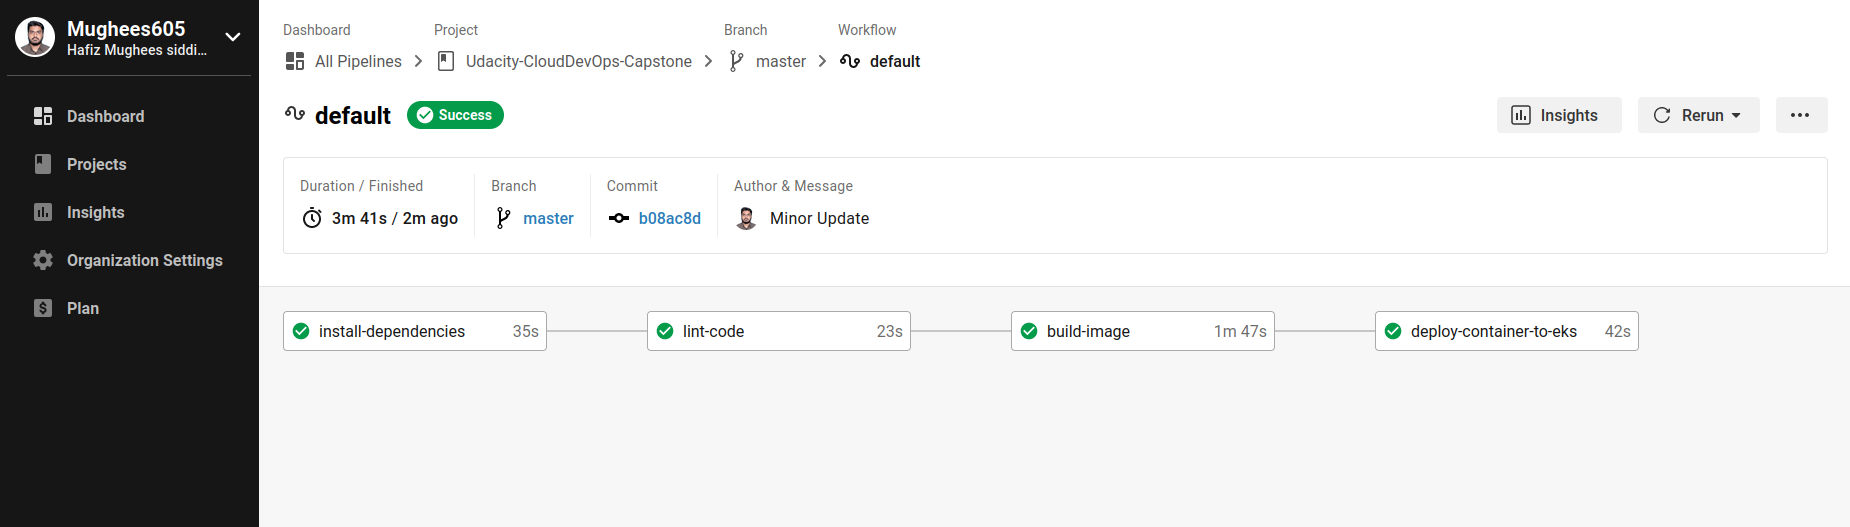 Mughees605
Hafiz Mughees siddi...
Dashboard
Projects
Insights
Organization Settings
Plan
Dashboard Project Branch Workflow
All Pipelines Udacity-CloudDevOps-Capstone master default
default Success
Insights Rerun
Duration / Finished Branch Commit Author & Message
3m 41s / 2m ago master b08ac8d Minor Update
install-dependencies 35s lint-code 23s build-image 1m 47s deploy-container-to-eks 42s